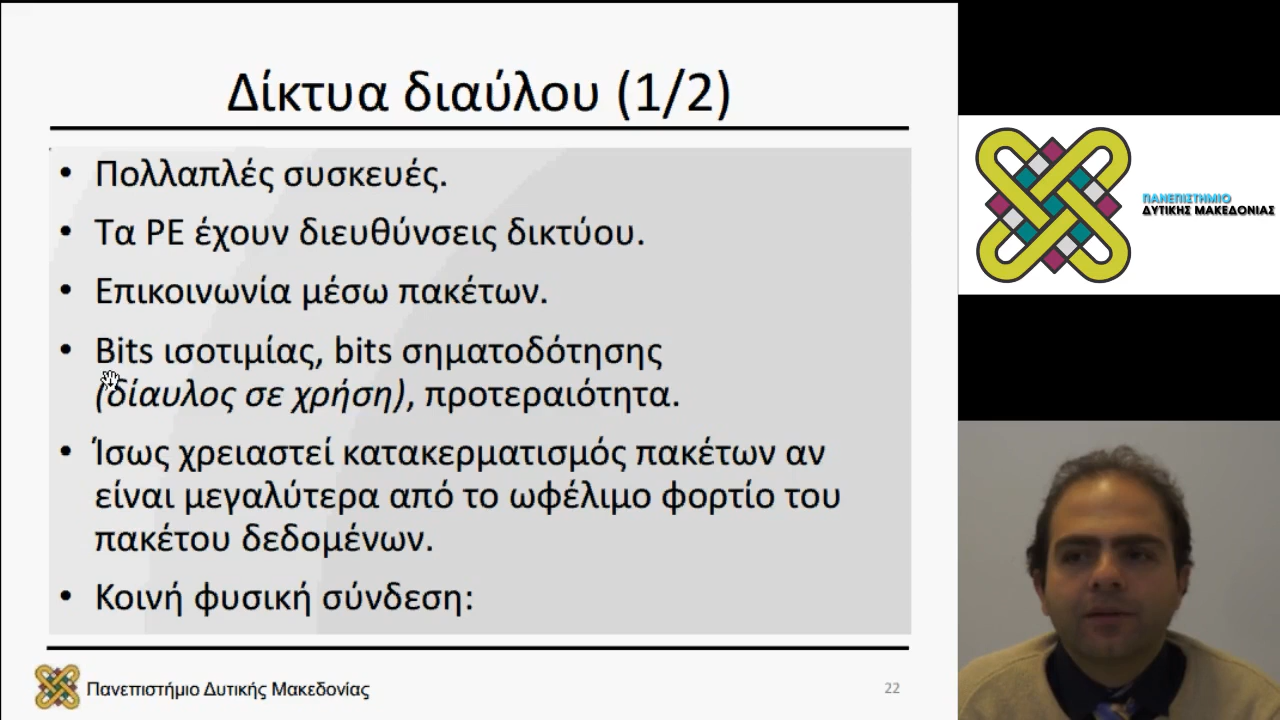 Δίκτυα διαύλου (1/2)
• Πολλαπλές συσκευές.
• Τα PE έχουν διευθύνσεις δικτύου.
• Επικοινωνία μέσω πακέτων.
• Bits ισοτιμίας, bits σηματοδότησης
(δίαυλος σε χρήση), προτεραιότητα.
• Ίσως χρειαστεί κατακερματισμός πακέτων αν
είναι μεγαλύτερα από το ωφέλιμο φορτίο του
πακέτου δεδομένων.
• Κοινή φυσική σύνδεση:
Πανεπιστήμιο Δυτικής Μακεδονίας
22
ΠΑΝΕΠΙΣΤΗΜΙΟ
ΔΥΤΙΚΗΣ ΜΑΚΕΔΟΝΙΑΣ